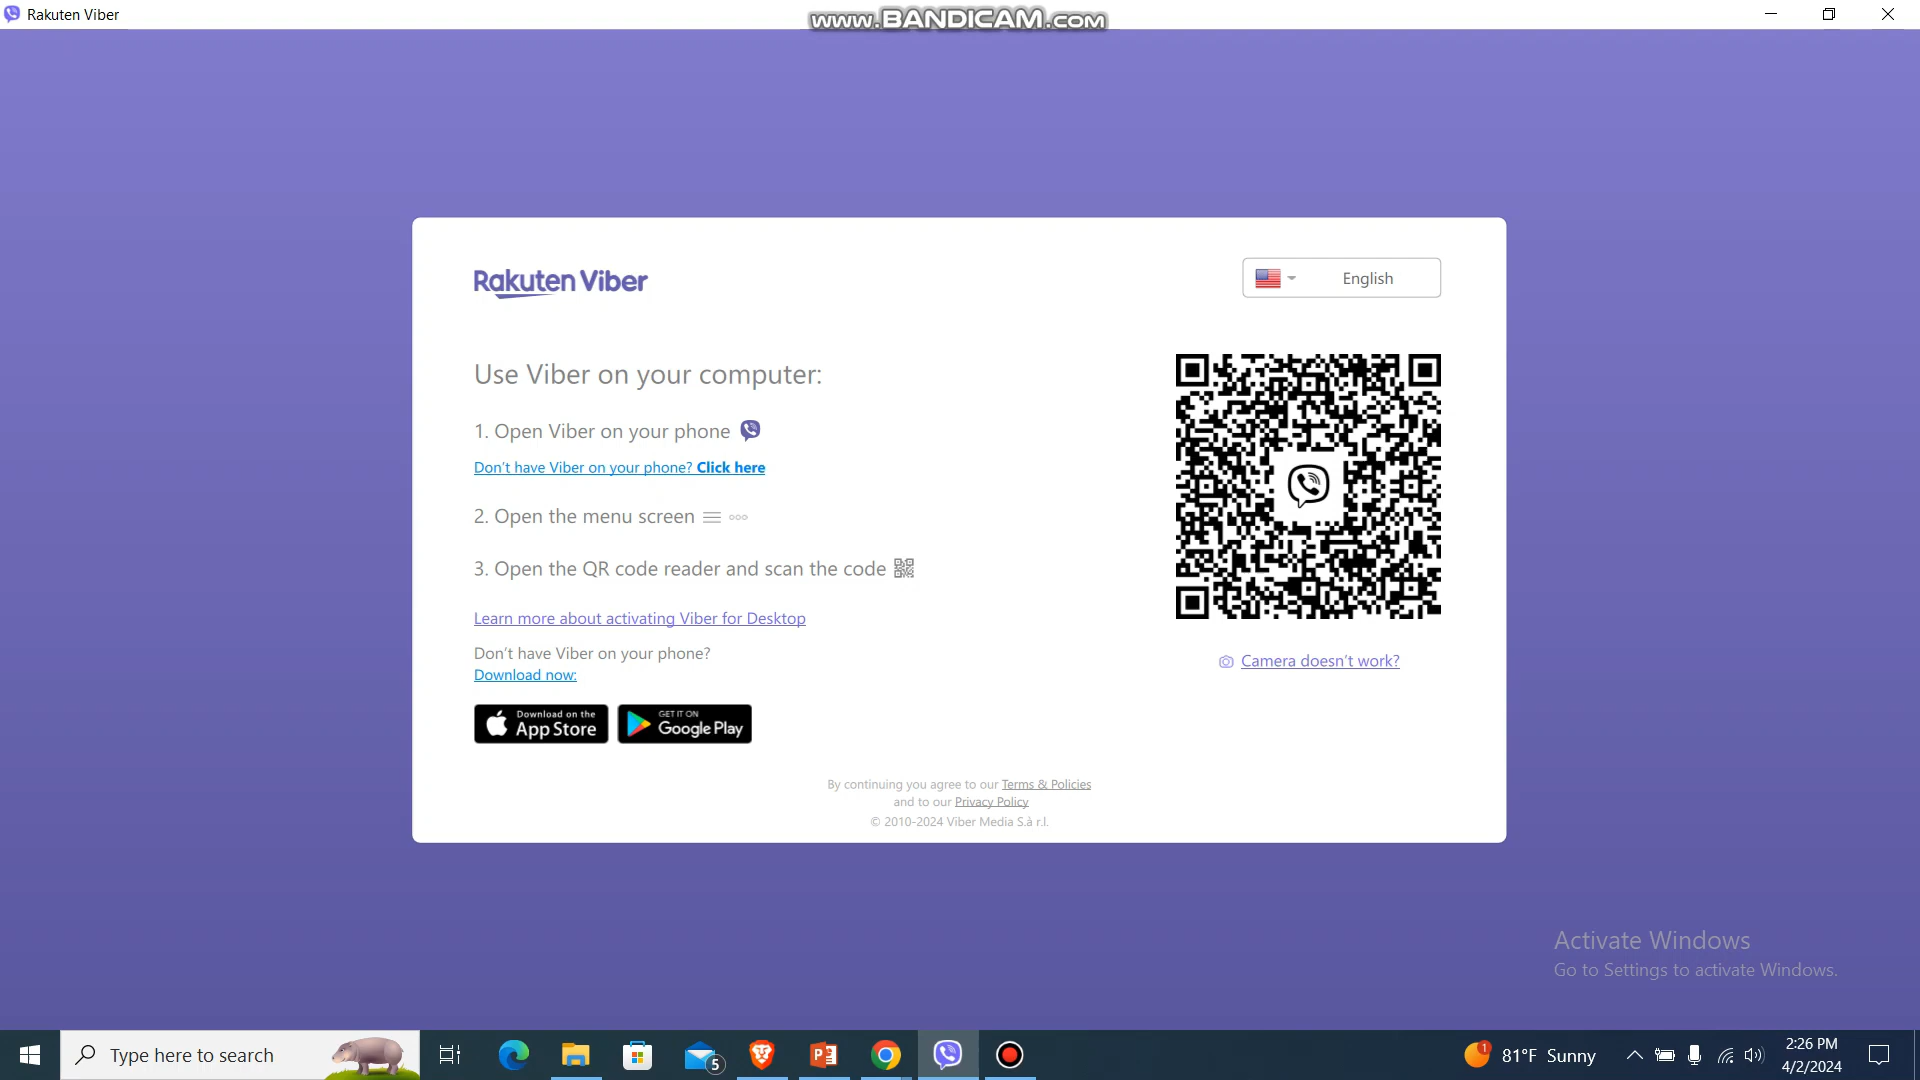 Rakuten Viber
www.BANDICAM.com
Rakuten Viber
English
Use Viber on your computer:
1. Open Viber on your phone
Don't have Viber on your phone? Click here
2. Open the menu screen
3. Open the QR code reader and scan the code
Learn more about activating Viber for Desktop
Don't have Viber on your phone?
Download now:
Download on the
App Store
GET IT ON
Google Play
Camera doesn't work?
By continuing you agree to our Terms & Policies
and to our Privacy Policy
© 2010-2024 Viber Media S.à r.l.
Activate Windows
Go to Settings to activate Windows.
Type here to search
5
1
81°F Sunny
2:26 PM
4/2/2024